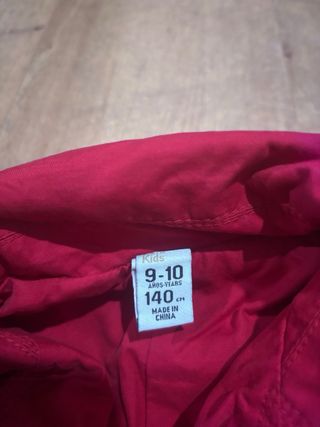 Kids
9-10
AÑOS-YEARS
140 CM
MADE IN
CHINA